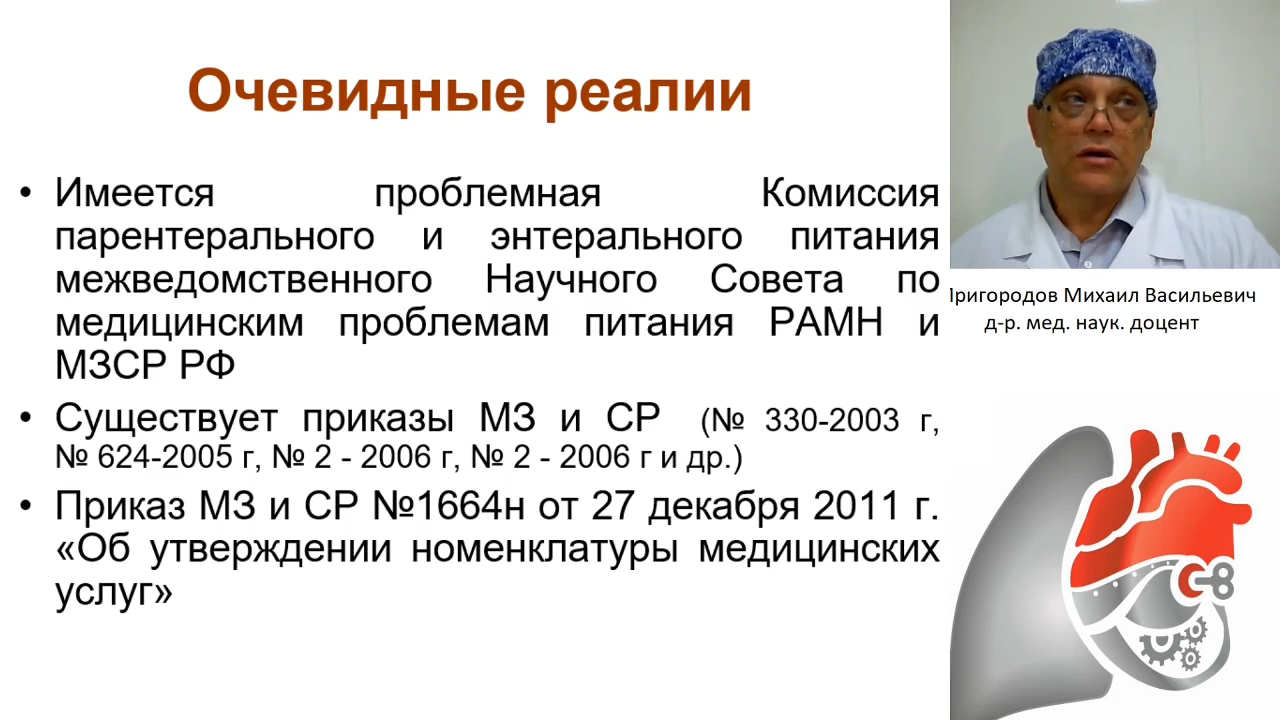 Очевидные реалии
• Имеется проблемная Комиссия
парентерального и энтерального питания
межведомственного Научного Совета по
медицинским проблемам питания РАМН и
МЗСР РФ
• Существует приказы МЗ и СР (№ 330-2003 г,
№ 624-2005 г, № 2 - 2006 г, № 2 - 2006 г и др.)
• Приказ МЗ и СР №1664н от 27 декабря 2011 г.
«Об утверждении номенклатуры медицинских
услуг»
Пригородов Михаил Васильевич
д-р. мед. наук. доцент